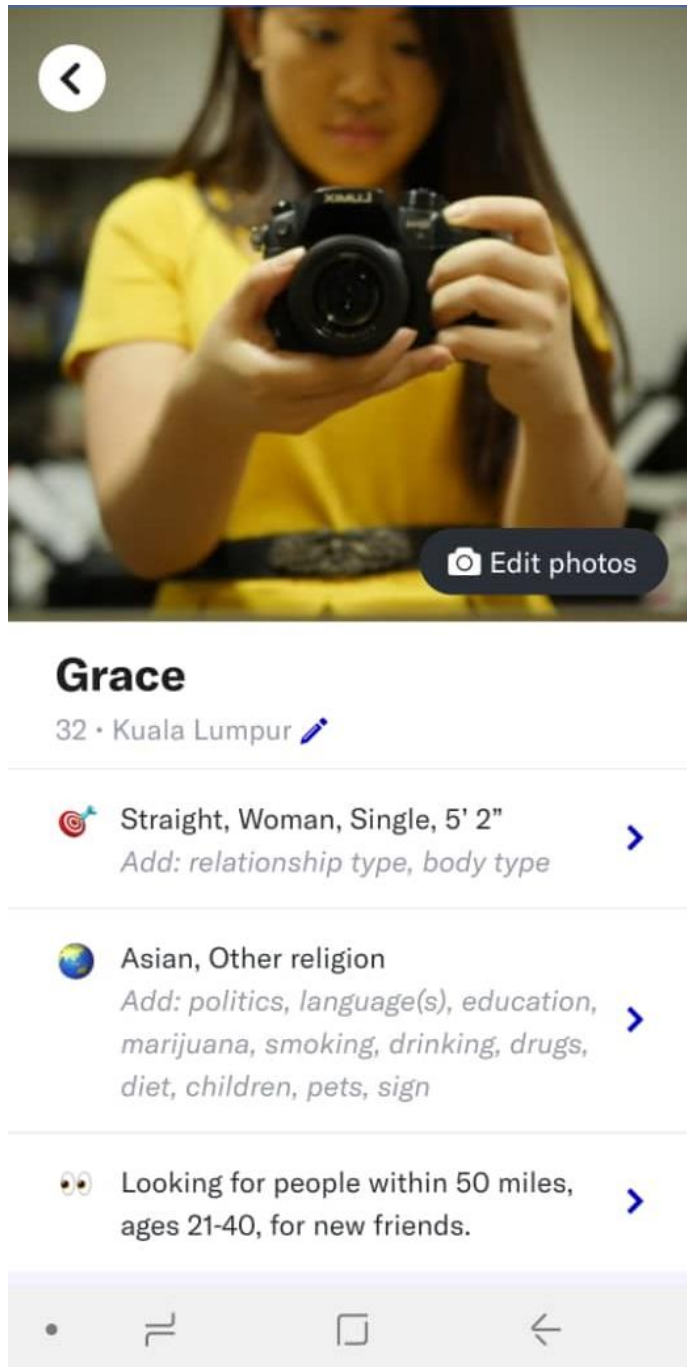 XIMUL
Edit photos
Grace
32 • Kuala Lumpur
Straight, Woman, Single, 5’ 2”
Add: relationship type, body type
Asian, Other religion
Add: politics, language(s), education,
marijuana, smoking, drinking, drugs,
diet, children, pets, sign
Looking for people within 50 miles,
ages 21-40, for new friends.